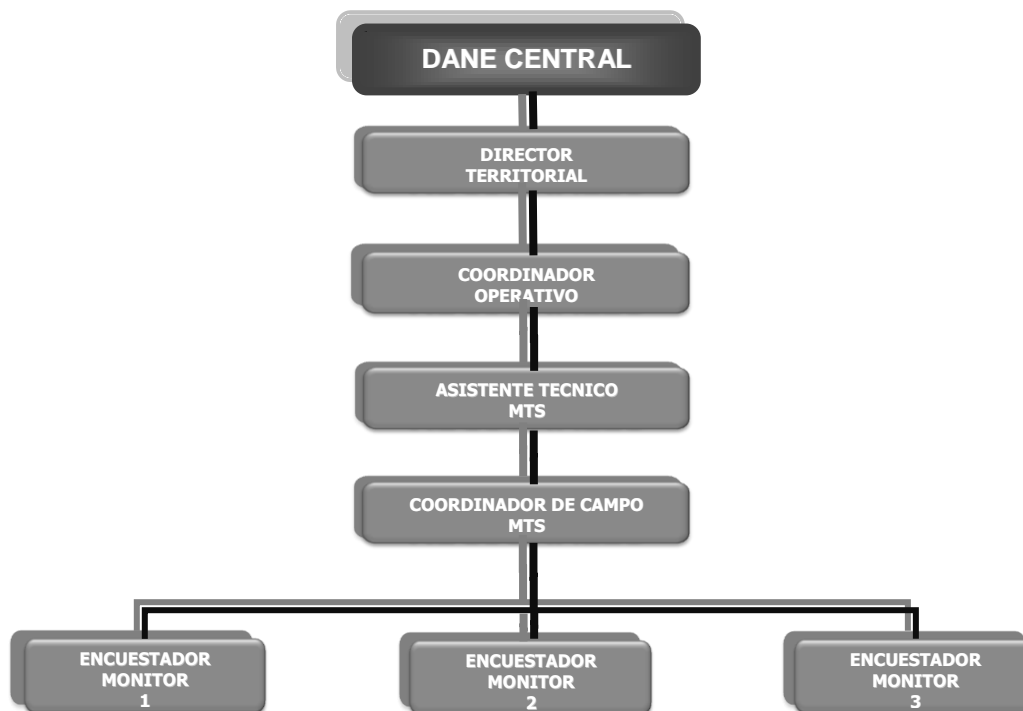 DANE CENTRAL
DIRECTOR
TERRITORIAL
COORDINADOR
OPERATIVO
ASISTENTE TECNICO
MTS
COORDINADOR DE CAMPO
MTS
ENCUESTADOR
MONITOR
1
ENCUESTADOR
MONITOR
2
ENCUESTADOR
MONITOR
3